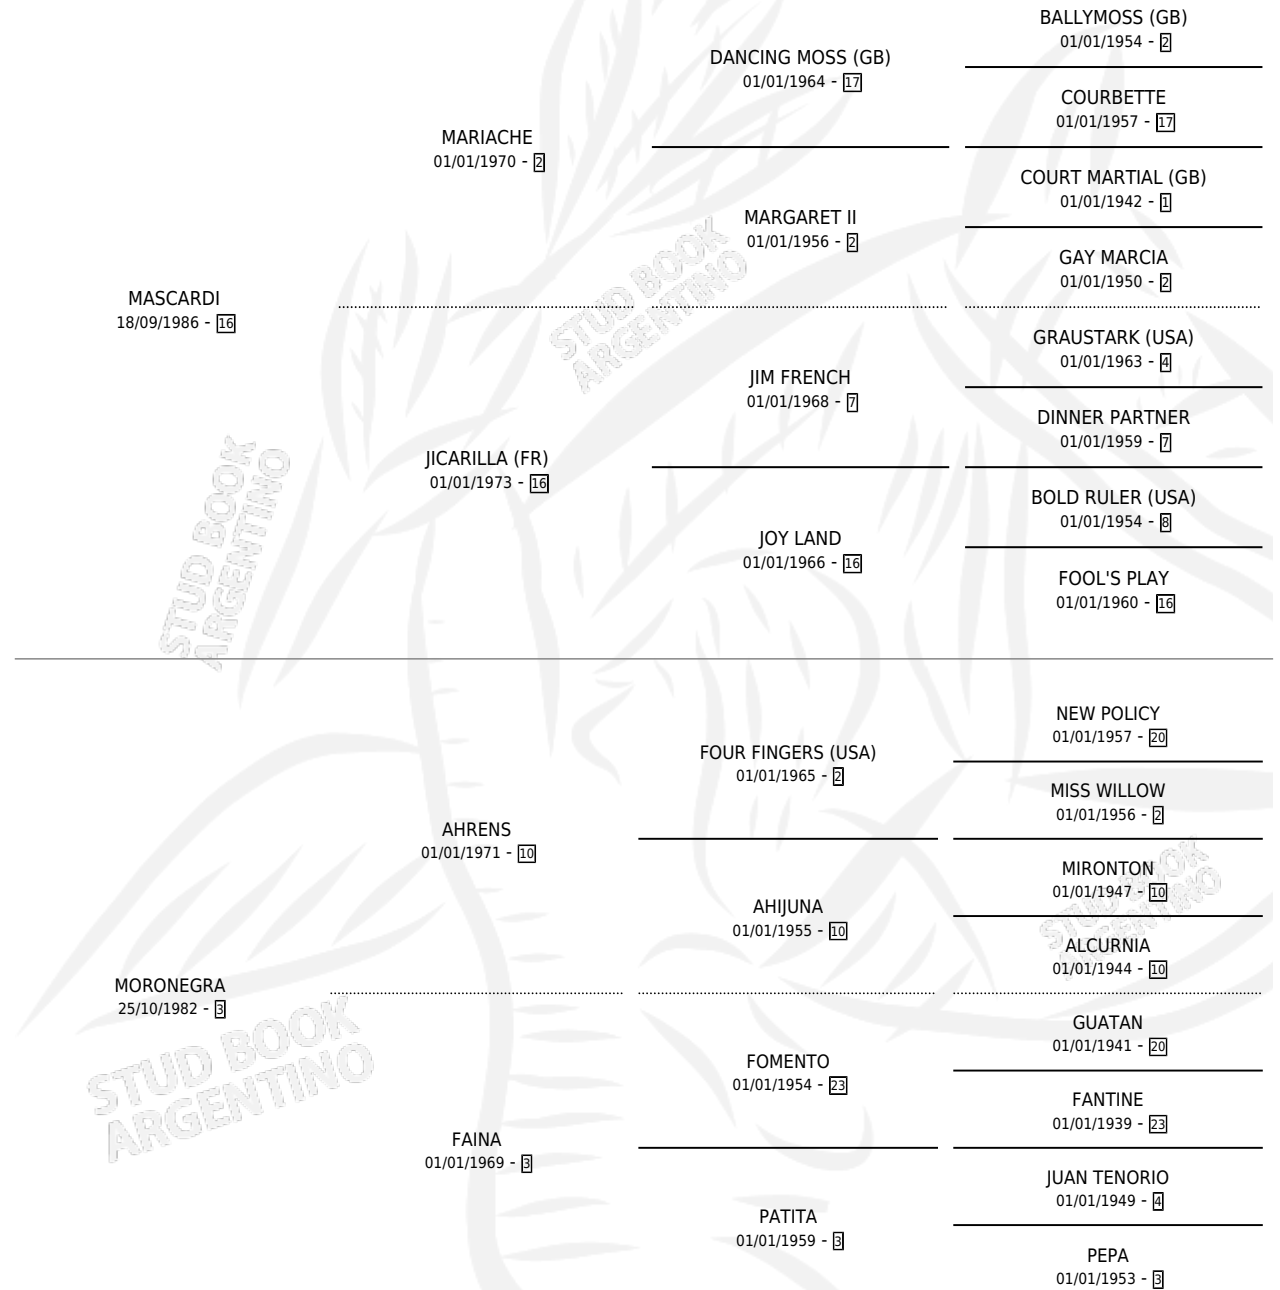 BALLYMOSS (GB)
01/01/1954 - 2
DANCING MOSS (GB)
01/01/1964 - 17
COURBETTE
01/01/1957 - 17
MARIACHE
01/01/1970 - 2
COURT MARTIAL (GB)
01/01/1942 - 1
MARGARET II
01/01/1956 - 2
GAY MARCIA
01/01/1950 - 2
MASCARDI
18/09/1986 - 16
STUD BOOK
ARGENTINO
GRAUSTARK (USA)
01/01/1963 - 4
JIM FRENCH
01/01/1968 - 7
DINNER PARTNER
01/01/1959 - 7
JICARILLA (FR)
01/01/1973 - 16
BOLD RULER (USA)
01/01/1954 - 8
JOY LAND
01/01/1966 - 16
FOOL'S PLAY
01/01/1960 - 16
STUD BOOK
ARGENTINO
NEW POLICY
01/01/1957 - 20
FOUR FINGERS (USA)
01/01/1965 - 2
MISS WILLOW
01/01/1956 - 2
AHRENS
01/01/1971 - 10
MIRONTON
01/01/1947 - 10
AHIJUNA
01/01/1955 - 10
ALCURNIA
01/01/1944 - 10
STUD BOOK
ARGENTINO
MORONEGRA
25/10/1982 - 3
GUATAN
01/01/1941 - 20
FOMENTO
01/01/1954 - 23
FANTINE
01/01/1939 - 23
STUD BOOK
ARGENTINO
FAINA
01/01/1969 - 3
JUAN TENORIO
01/01/1949 - 4
PATITA
01/01/1959 - 3
PEPA
01/01/1953 - 3